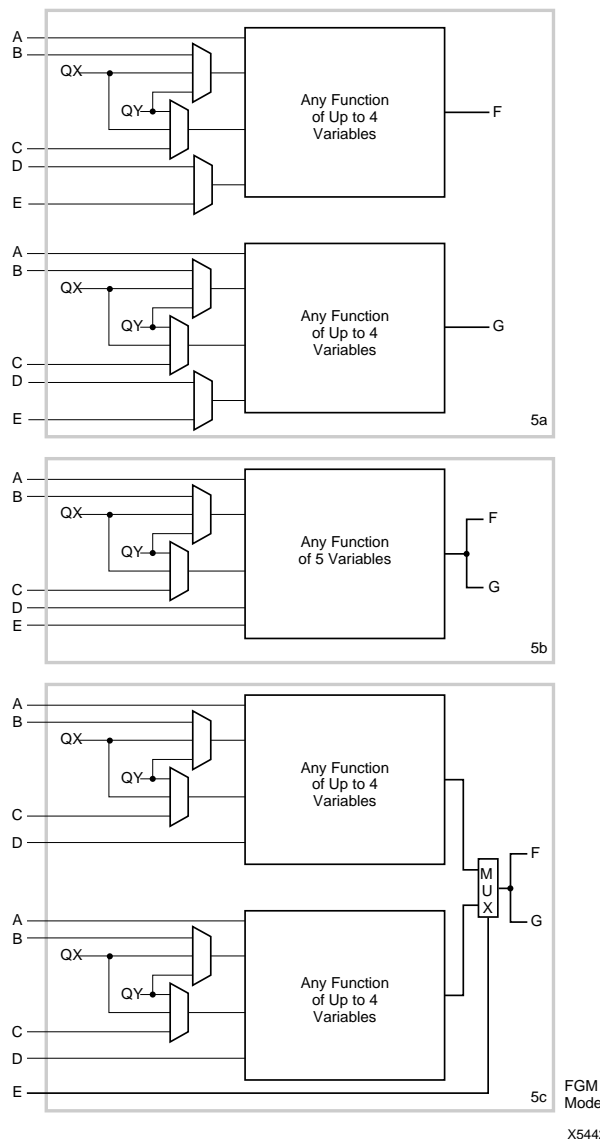 A
B
QX
QY
C
D
E
Any Function
of Up to 4
Variables
F
A
B
QX
QY
C
D
E
Any Function
of Up to 4
Variables
G
5a
A
B
QX
QY
C
D
E
Any Function
of 5 Variables
F
G
5b
A
B
QX
QY
C
D
Any Function
of Up to 4
Variables
M
U
X
F
G
A
B
QX
QY
C
D
E
Any Function
of Up to 4
Variables
5c
FGM
Mode